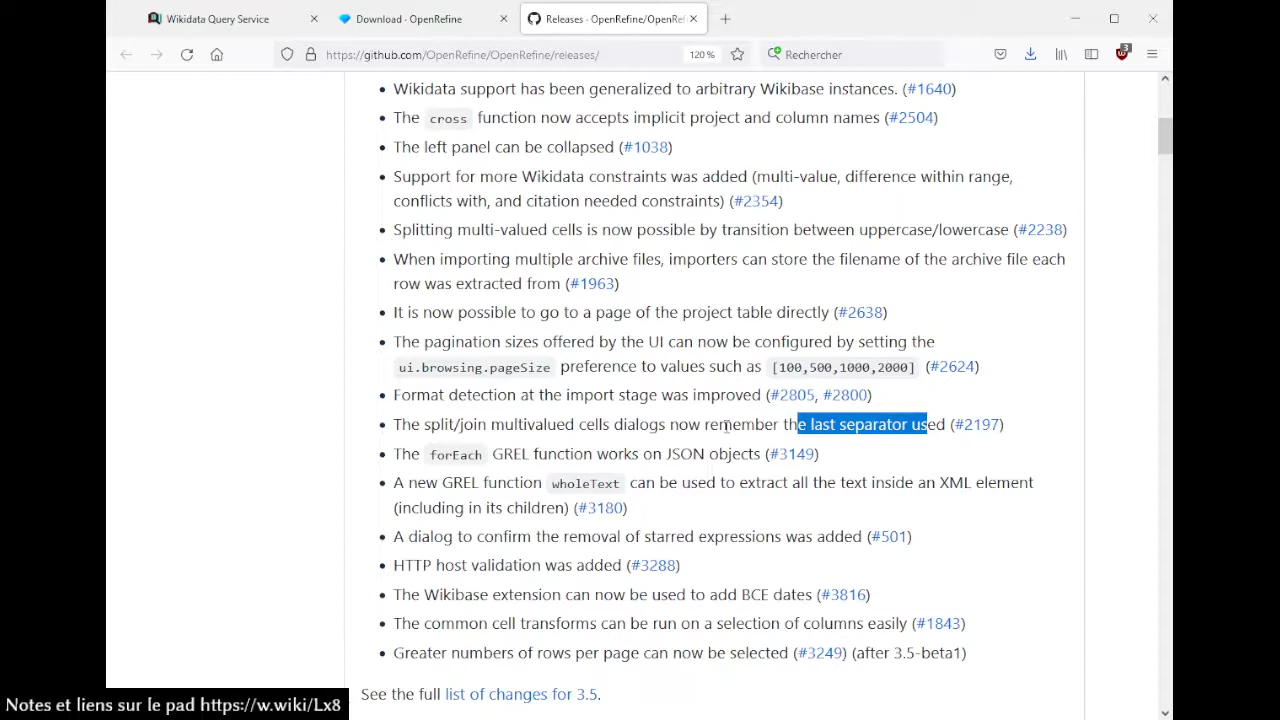 Wikidata Query Service
Download · OpenRefine
Releases · OpenRefine/OpenRef
https://github.com/OpenRefine/OpenRefine/releases/
120 %
Rechercher
3
Wikidata support has been generalized to arbitrary Wikibase instances. (#1640)
The cross function now accepts implicit project and column names (#2504)
The left panel can be collapsed (#1038)
Support for more Wikidata constraints was added (multi-value, difference within range,
conflicts with, and citation needed constraints) (#2354)
Splitting multi-valued cells is now possible by transition between uppercase/lowercase (#2238)
When importing multiple archive files, importers can store the filename of the archive file each
row was extracted from (#1963)
It is now possible to go to a page of the project table directly (#2638)
The pagination sizes offered by the UI can now be configured by setting the
ui.browsing.pageSize preference to values such as [100,500,1000,2000] (#2624)
Format detection at the import stage was improved (#2805, #2800)
The split/join multivalued cells dialogs now remember the last separator used (#2197)
The forEach GREL function works on JSON objects (#3149)
A new GREL function wholeText can be used to extract all the text inside an XML element
(including in its children) (#3180)
A dialog to confirm the removal of starred expressions was added (#501)
HTTP host validation was added (#3288)
The Wikibase extension can now be used to add BCE dates (#3816)
The common cell transforms can be run on a selection of columns easily (#1843)
Greater numbers of rows per page can now be selected (#3249) (after 3.5-beta1)
See the full list of changes for 3.5.
Notes et liens sur le pad https://w.wiki/Lx8